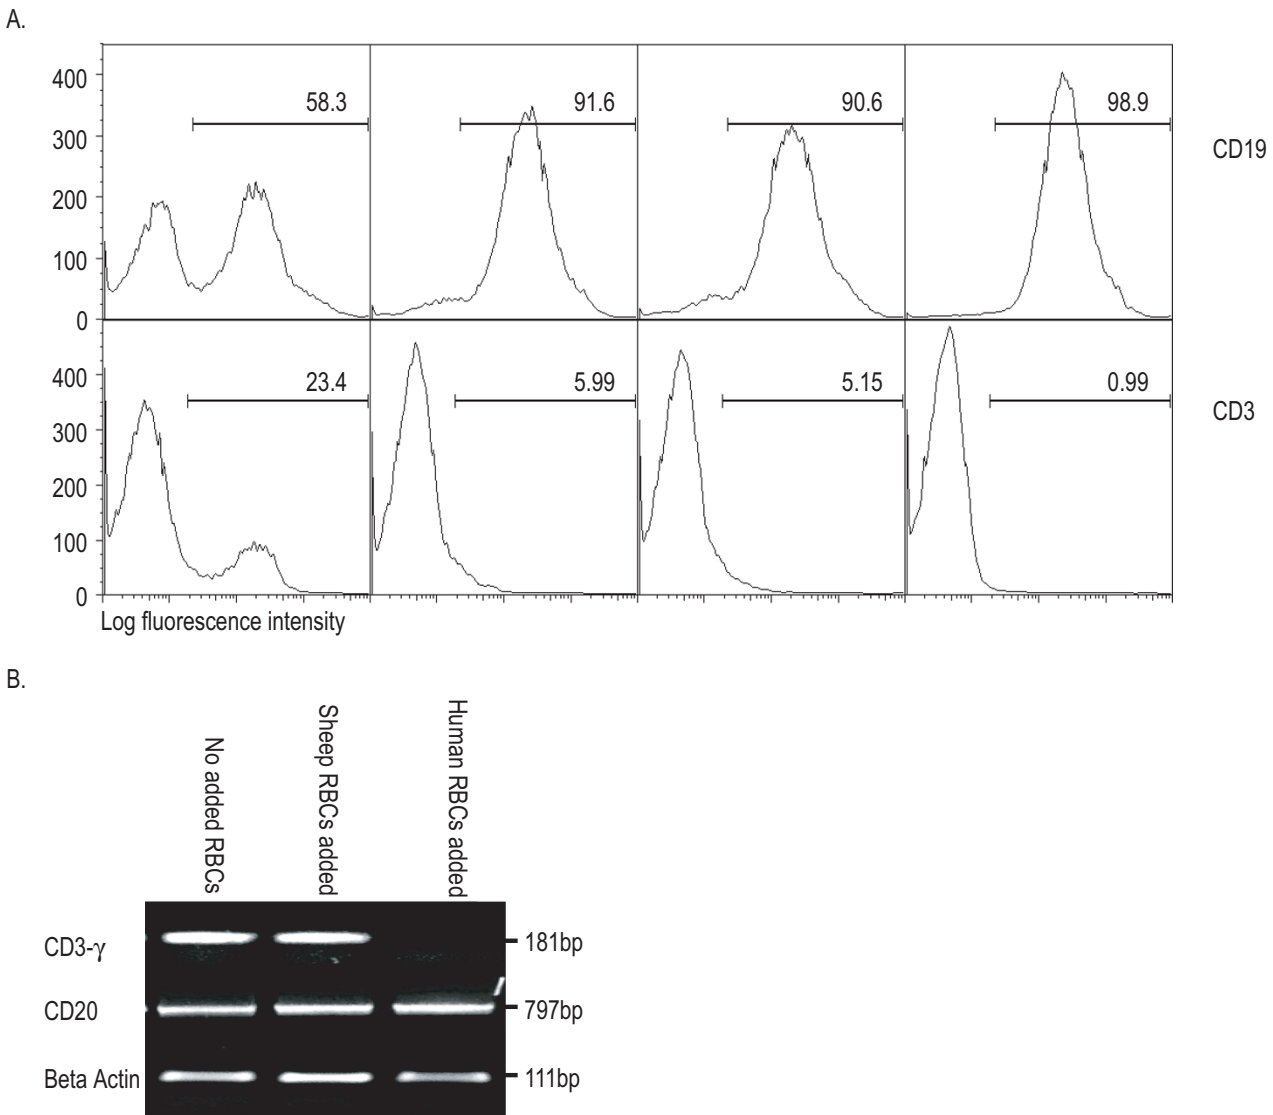 A.
400
300
200
100
0
58.3
91.6
90.6
98.9
CD19
400
300
200
100
0
23.4
5.99
5.15
0.99
CD3
Log fluorescence intensity
B.
No added RBCs
Sheep RBCs added
Human RBCs added
CD3-γ
181bp
CD20
797bp
Beta Actin
111bp